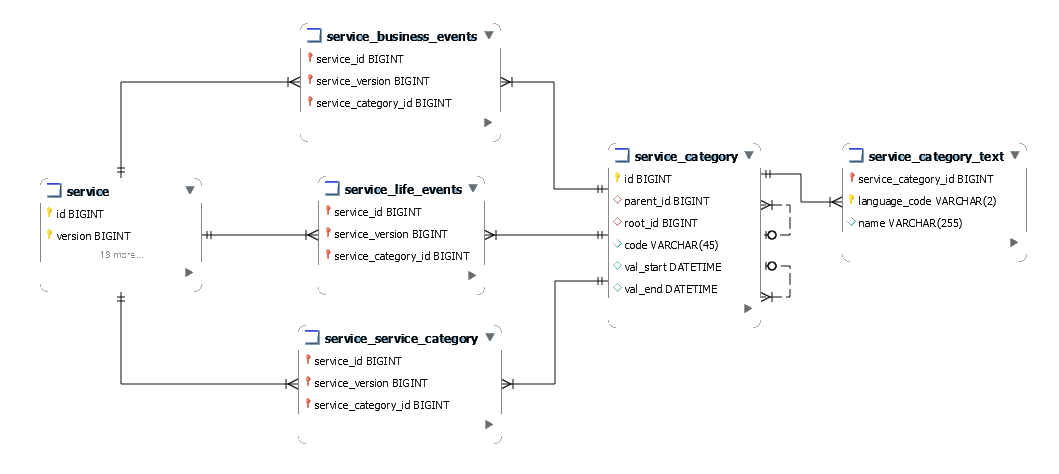 service_business_events
service_id BIGINT
service_version BIGINT
service_category_id BIGINT
service
id BIGINT
version BIGINT
18 more...
service_life_events
service_id BIGINT
service_version BIGINT
service_category_id BIGINT
service_service_category
service_id BIGINT
service_version BIGINT
service_category_id BIGINT
service_category
id BIGINT
parent_id BIGINT
root_id BIGINT
code VARCHAR(45)
val_start DATETIME
val_end DATETIME
service_category_text
service_category_id BIGINT
language_code VARCHAR(2)
name VARCHAR(255)